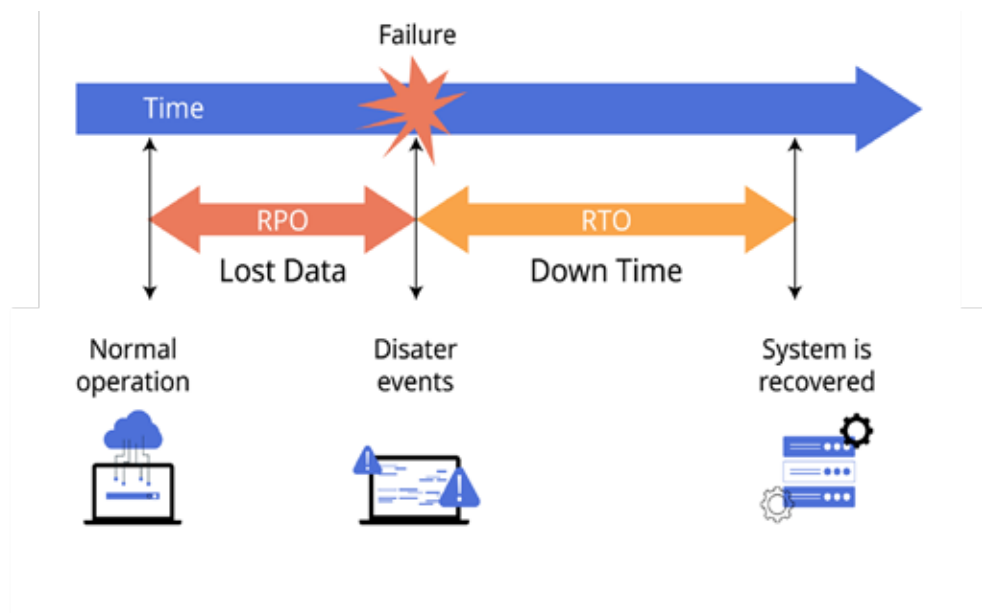 Failure
Time
RPO
RTO
Lost Data
Down Time
Normal
operation
Disater
events
System is
recovered